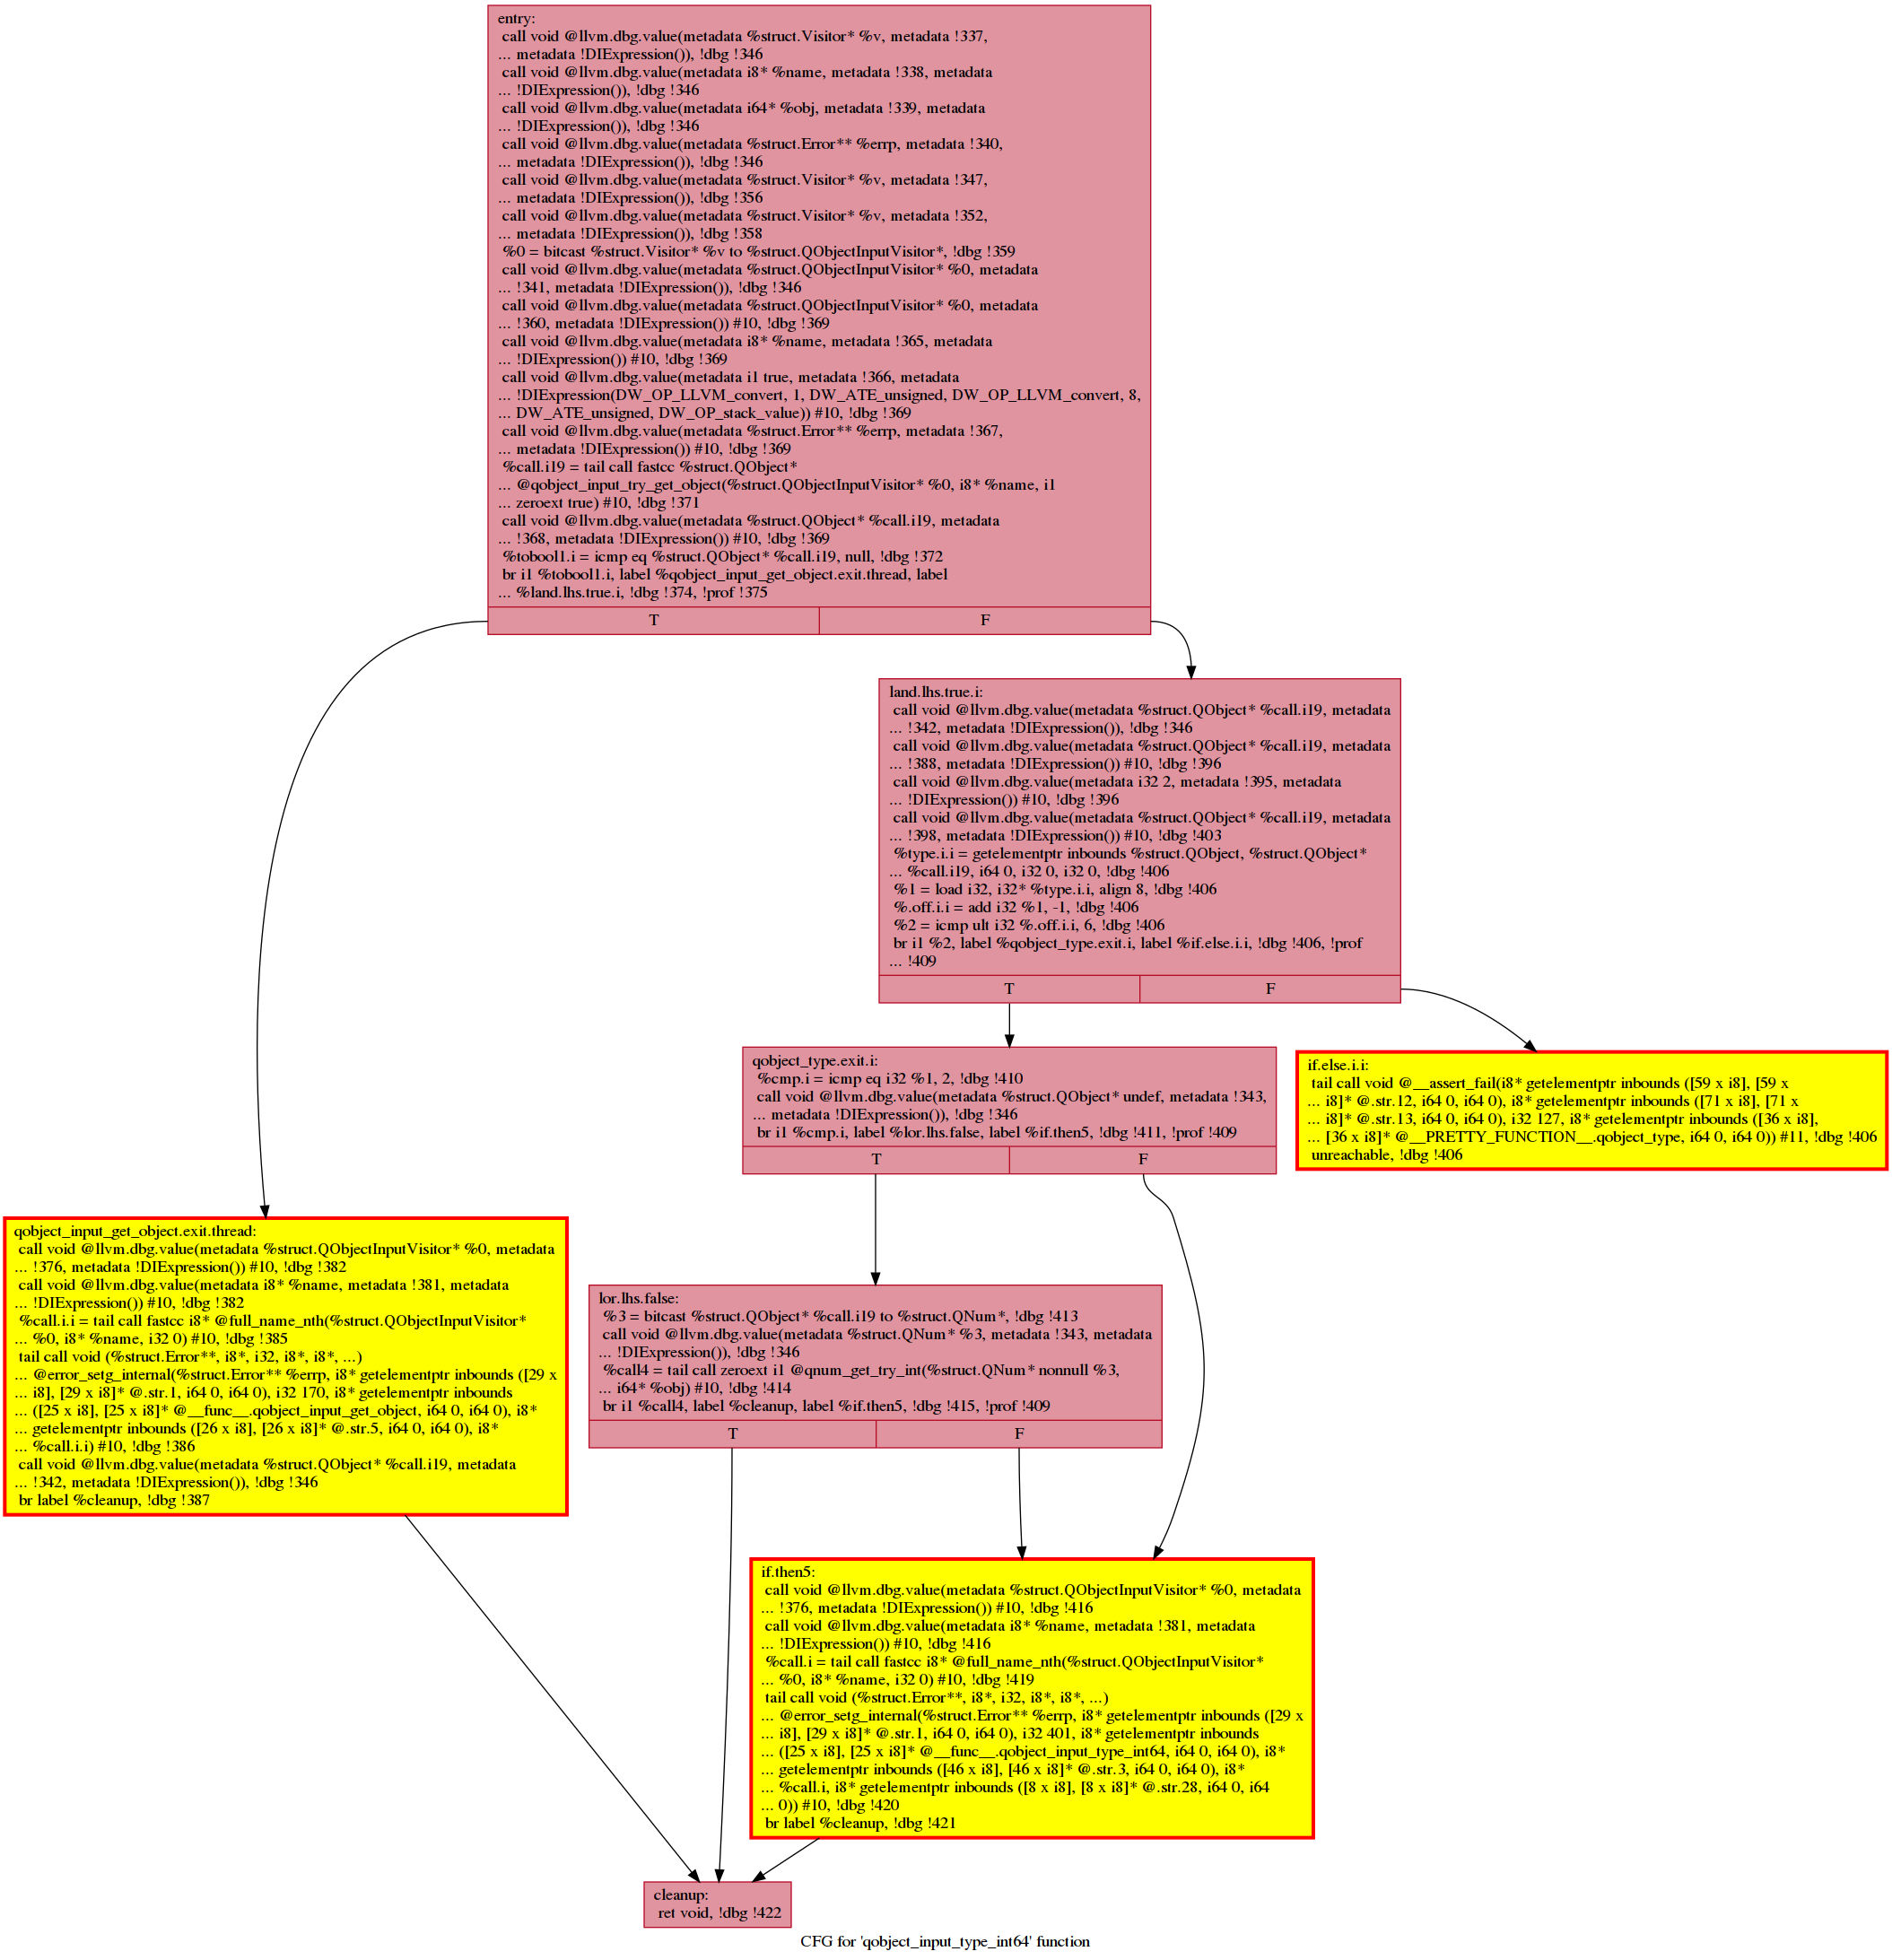 entry:
call void @llvm.dbg.value(metadata %struct.Visitor* %v, metadata !337,
... metadata !DIExpression()), !dbg !346
call void @llvm.dbg.value(metadata i8* %name, metadata !338, metadata
... !DIExpression()), !dbg !346
call void @llvm.dbg.value(metadata i64* %obj, metadata !339, metadata
... !DIExpression()), !dbg !346
call void @llvm.dbg.value(metadata %struct.Error** %errp, metadata !340,
... metadata !DIExpression()), !dbg !346
call void @llvm.dbg.value(metadata %struct.Visitor* %v, metadata !347,
... metadata !DIExpression()), !dbg !356
call void @llvm.dbg.value(metadata %struct.Visitor* %v, metadata !352,
... metadata !DIExpression()), !dbg !358
%0 = bitcast %struct.Visitor* %v to %struct.QObjectInputVisitor*, !dbg !359
call void @llvm.dbg.value(metadata %struct.QObjectInputVisitor* %0, metadata
... !341, metadata !DIExpression()), !dbg !346
call void @llvm.dbg.value(metadata %struct.QObjectInputVisitor* %0, metadata
... !360, metadata !DIExpression()) #10, !dbg !369
call void @llvm.dbg.value(metadata i8* %name, metadata !365, metadata
... !DIExpression()) #10, !dbg !369
call void @llvm.dbg.value(metadata i1 true, metadata !366, metadata
... !DIExpression(DW_OP_LLVM_convert, 1, DW_ATE_unsigned, DW_OP_LLVM_convert, 8,
... DW_ATE_unsigned, DW_OP_stack_value)) #10, !dbg !369
call void @llvm.dbg.value(metadata %struct.Error** %errp, metadata !367,
... metadata !DIExpression()) #10, !dbg !369
%call.i19 = tail call fastcc %struct.QObject*
... @qobject_input_try_get_object(%struct.QObjectInputVisitor* %0, i8* %name, i1
... zeroext true) #10, !dbg !371
call void @llvm.dbg.value(metadata %struct.QObject* %call.i19, metadata
... !368, metadata !DIExpression()) #10, !dbg !369
%tobool1.i = icmp eq %struct.QObject* %call.i19, null, !dbg !372
br i1 %tobool1.i, label %qobject_input_get_object.exit.thread, label
... %land.lhs.true.i, !dbg !374, !prof !375
T F
land.lhs.true.i:
call void @llvm.dbg.value(metadata %struct.QObject* %call.i19, metadata
... !342, metadata !DIExpression()), !dbg !346
call void @llvm.dbg.value(metadata %struct.QObject* %call.i19, metadata
... !388, metadata !DIExpression()) #10, !dbg !396
call void @llvm.dbg.value(metadata i32 2, metadata !395, metadata
... !DIExpression()) #10, !dbg !396
call void @llvm.dbg.value(metadata %struct.QObject* %call.i19, metadata
... !398, metadata !DIExpression()) #10, !dbg !403
%type.i.i = getelementptr inbounds %struct.QObject, %struct.QObject*
... %call.i19, i64 0, i32 0, i32 0, !dbg !406
%1 = load i32, i32* %type.i.i, align 8, !dbg !406
%.off.i.i = add i32 %1, -1, !dbg !406
%2 = icmp ult i32 %.off.i.i, 6, !dbg !406
br i1 %2, label %qobject_type.exit.i, label %if.else.i.i, !dbg !406, !prof
... !409
T F
qobject_type.exit.i:
%cmp.i = icmp eq i32 %1, 2, !dbg !410
call void @llvm.dbg.value(metadata %struct.QObject* undef, metadata !343,
... metadata !DIExpression()), !dbg !346
br i1 %cmp.i, label %lor.lhs.false, label %if.then5, !dbg !411, !prof !409
T F
if.else.i.i:
tail call void @__assert_fail(i8* getelementptr inbounds ([59 x i8], [59 x
... i8]* @.str.12, i64 0, i64 0), i8* getelementptr inbounds ([71 x i8], [71 x
... i8]* @.str.13, i64 0, i64 0), i32 127, i8* getelementptr inbounds ([36 x i8],
... [36 x i8]* @__PRETTY_FUNCTION__.qobject_type, i64 0, i64 0)) #11, !dbg !406
unreachable, !dbg !406
qobject_input_get_object.exit.thread:
call void @llvm.dbg.value(metadata %struct.QObjectInputVisitor* %0, metadata
... !376, metadata !DIExpression()) #10, !dbg !382
call void @llvm.dbg.value(metadata i8* %name, metadata !381, metadata
... !DIExpression()) #10, !dbg !382
%call.i.i = tail call fastcc i8* @full_name_nth(%struct.QObjectInputVisitor*
... %0, i8* %name, i32 0) #10, !dbg !385
tail call void (%struct.Error**, i8*, i32, i8*, i8*, ...)
... @error_setg_internal(%struct.Error** %errp, i8* getelementptr inbounds ([29 x
... i8], [29 x i8]* @.str.1, i64 0, i64 0), i32 170, i8* getelementptr inbounds
... ([25 x i8], [25 x i8]* @__func__.qobject_input_get_object, i64 0, i64 0), i8*
... getelementptr inbounds ([26 x i8], [26 x i8]* @.str.5, i64 0, i64 0), i8*
... %call.i.i) #10, !dbg !386
call void @llvm.dbg.value(metadata %struct.QObject* %call.i19, metadata
... !342, metadata !DIExpression()), !dbg !346
br label %cleanup, !dbg !387
lor.lhs.false:
%3 = bitcast %struct.QObject* %call.i19 to %struct.QNum*, !dbg !413
call void @llvm.dbg.value(metadata %struct.QNum* %3, metadata !343, metadata
... !DIExpression()), !dbg !346
%call4 = tail call zeroext i1 @qnum_get_try_int(%struct.QNum* nonnull %3,
... i64* %obj) #10, !dbg !414
br i1 %call4, label %cleanup, label %if.then5, !dbg !415, !prof !409
T F
if.then5:
call void @llvm.dbg.value(metadata %struct.QObjectInputVisitor* %0, metadata
... !376, metadata !DIExpression()) #10, !dbg !416
call void @llvm.dbg.value(metadata i8* %name, metadata !381, metadata
... !DIExpression()) #10, !dbg !416
%call.i = tail call fastcc i8* @full_name_nth(%struct.QObjectInputVisitor*
... %0, i8* %name, i32 0) #10, !dbg !419
tail call void (%struct.Error**, i8*, i32, i8*, i8*, ...)
... @error_setg_internal(%struct.Error** %errp, i8* getelementptr inbounds ([29 x
... i8], [29 x i8]* @.str.1, i64 0, i64 0), i32 401, i8* getelementptr inbounds
... ([25 x i8], [25 x i8]* @__func__.qobject_input_type_int64, i64 0, i64 0), i8*
... getelementptr inbounds ([46 x i8], [46 x i8]* @.str.3, i64 0, i64 0), i8*
... %call.i, i8* getelementptr inbounds ([8 x i8], [8 x i8]* @.str.28, i64 0, i64
... 0)) #10, !dbg !420
br label %cleanup, !dbg !421
cleanup:
ret void, !dbg !422
CFG for 'qobject_input_type_int64' function